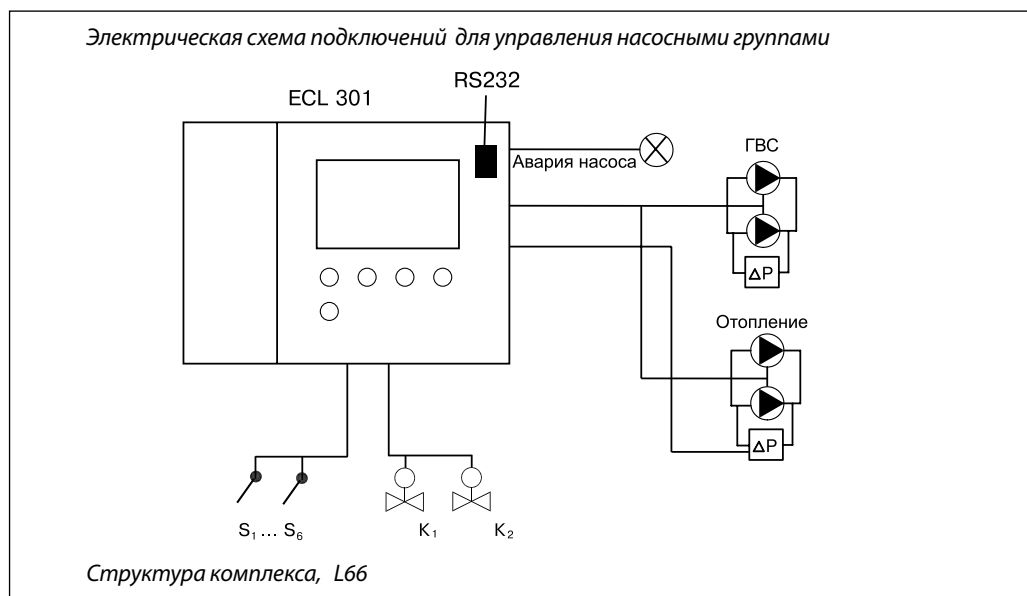 Электрическая схема подключений для управления насосными группами
RS232
ECL 301
Авария насоса
ГВС
ΔP
Отопление
ΔP
S₁ ... S₆
K₁
K₂
Структура комплекса, L66